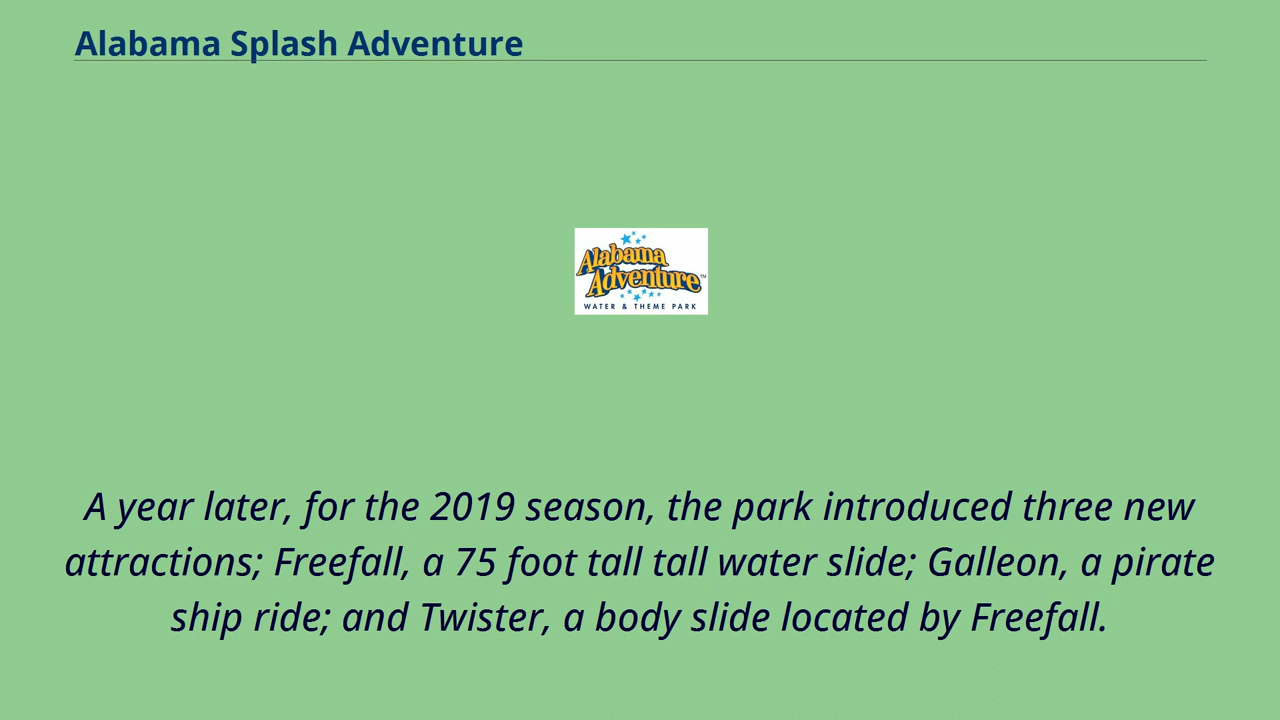 Alabama Splash Adventure
Alabama
Adventure™
WATER & THEME PARK
A year later, for the 2019 season, the park introduced three new
attractions; Freefall, a 75 foot tall tall water slide; Galleon, a pirate
ship ride; and Twister, a body slide located by Freefall.